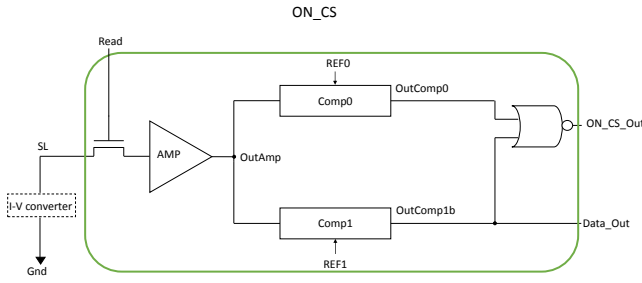 ON_CS
Read
REF0
OutComp0
Comp0
SL
AMP
OutAmp
ON_CS_Out
I-V converter
OutComp1b
Comp1
Data_Out
REF1
Gnd